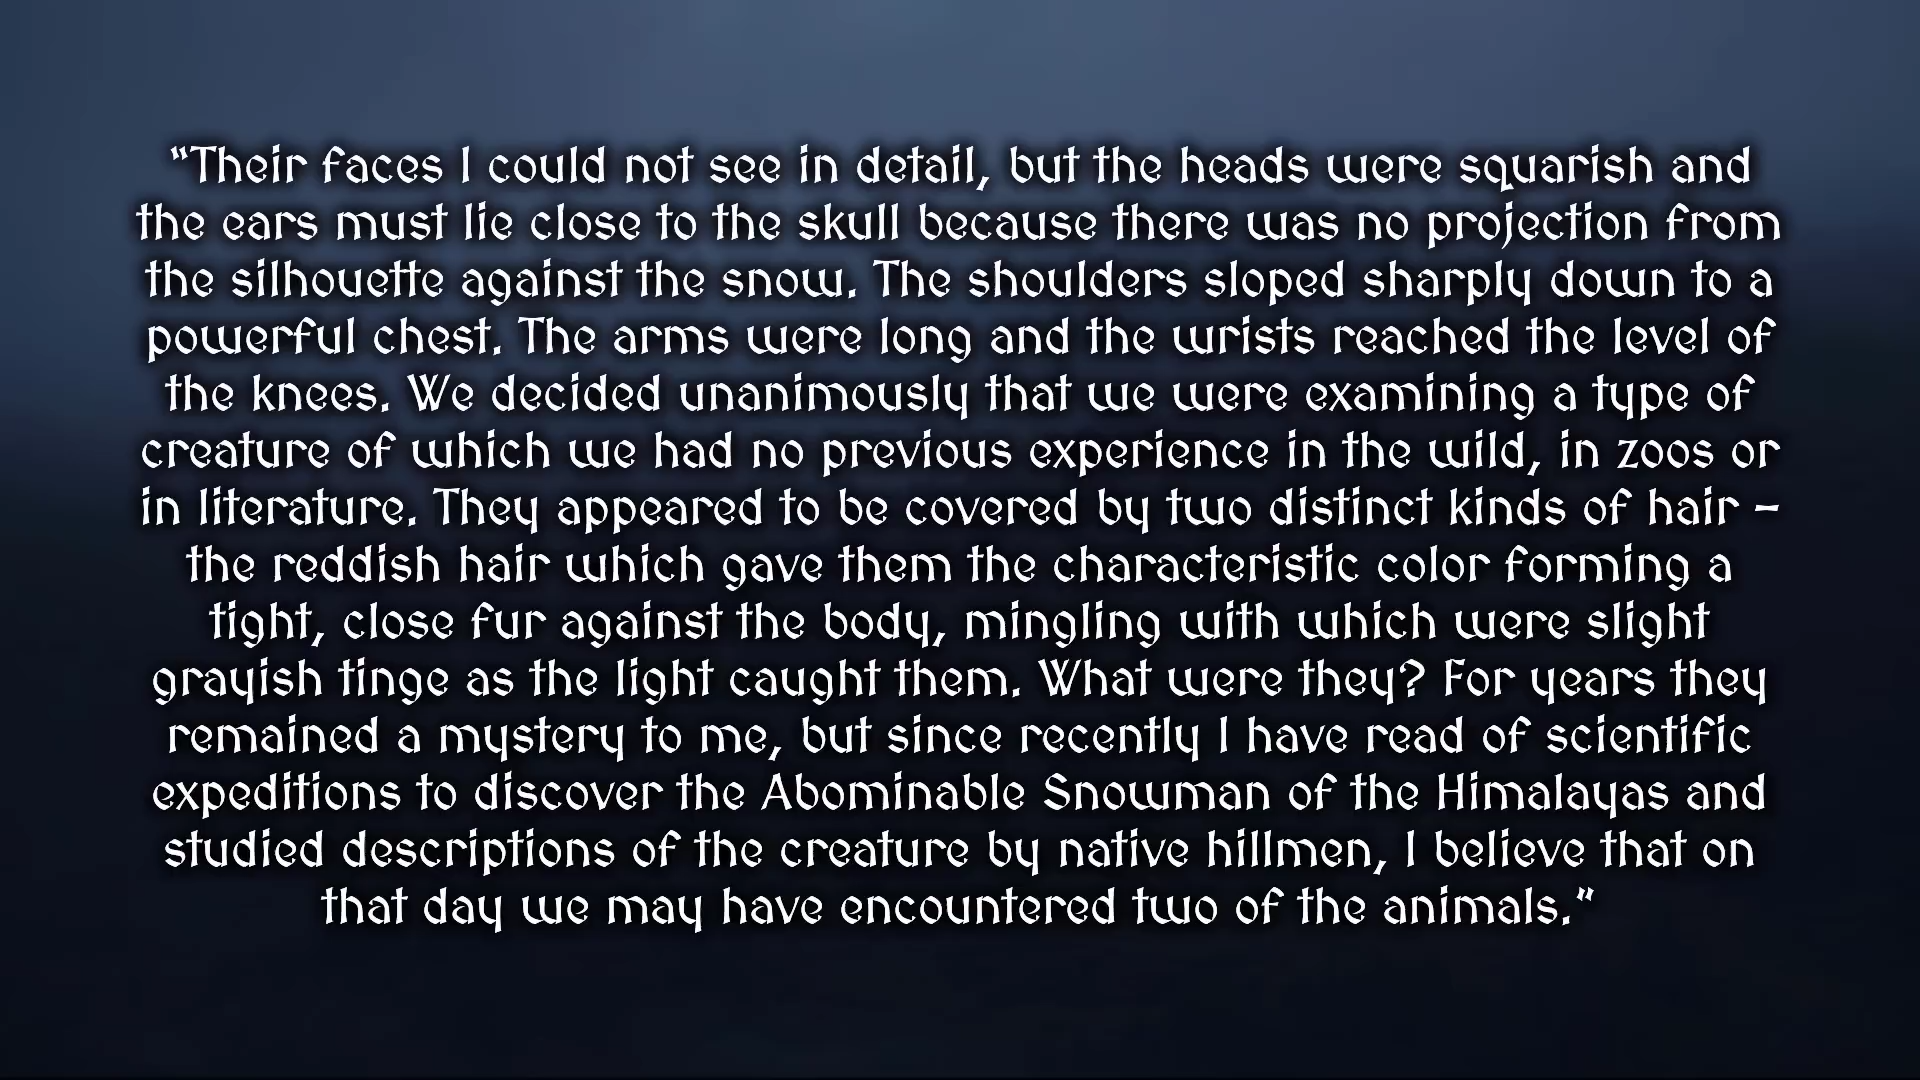 "Their faces I could not see in detail, but the heads were squarish and
the ears must lie close to the skull because there was no projection from
the silhouette against the snow. The shoulders sloped sharply down to a
powerful chest. The arms were long and the wrists reached the level of
the knees. We decided unanimously that we were examining a type of
creature of which we had no previous experience in the wild, in zoos or
in literature. They appeared to be covered by two distinct kinds of hair –
the reddish hair which gave them the characteristic color forming a
tight, close fur against the body, mingling with which were slight
grayish tinge as the light caught them. What were they? For years they
remained a mystery to me, but since recently I have read of scientific
expeditions to discover the Abominable Snowman of the Himalayas and
studied descriptions of the creature by native hillmen, I believe that on
that day we may have encountered two of the animals."